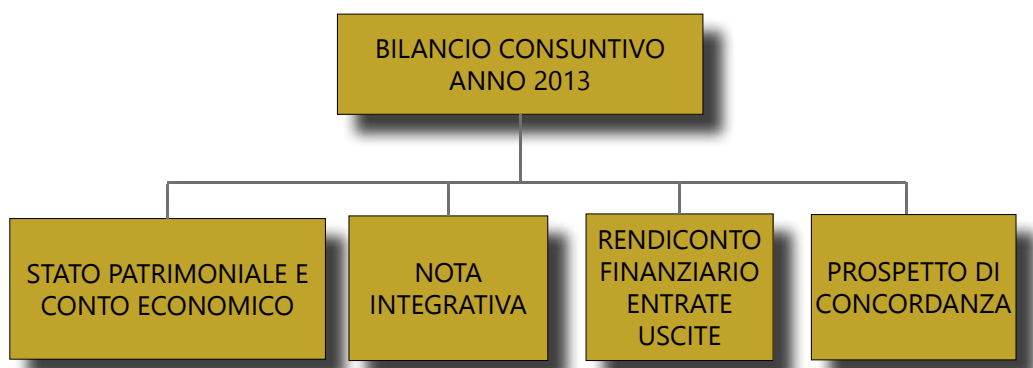 BILANCIO CONSUNTIVO
ANNO 2013
STATO PATRIMONIALE E
CONTO ECONOMICO
NOTA
INTEGRATIVA
RENDICONTO
FINANZIARIO
ENTRATE
USCITE
PROSPETTO DI
CONCORDANZA